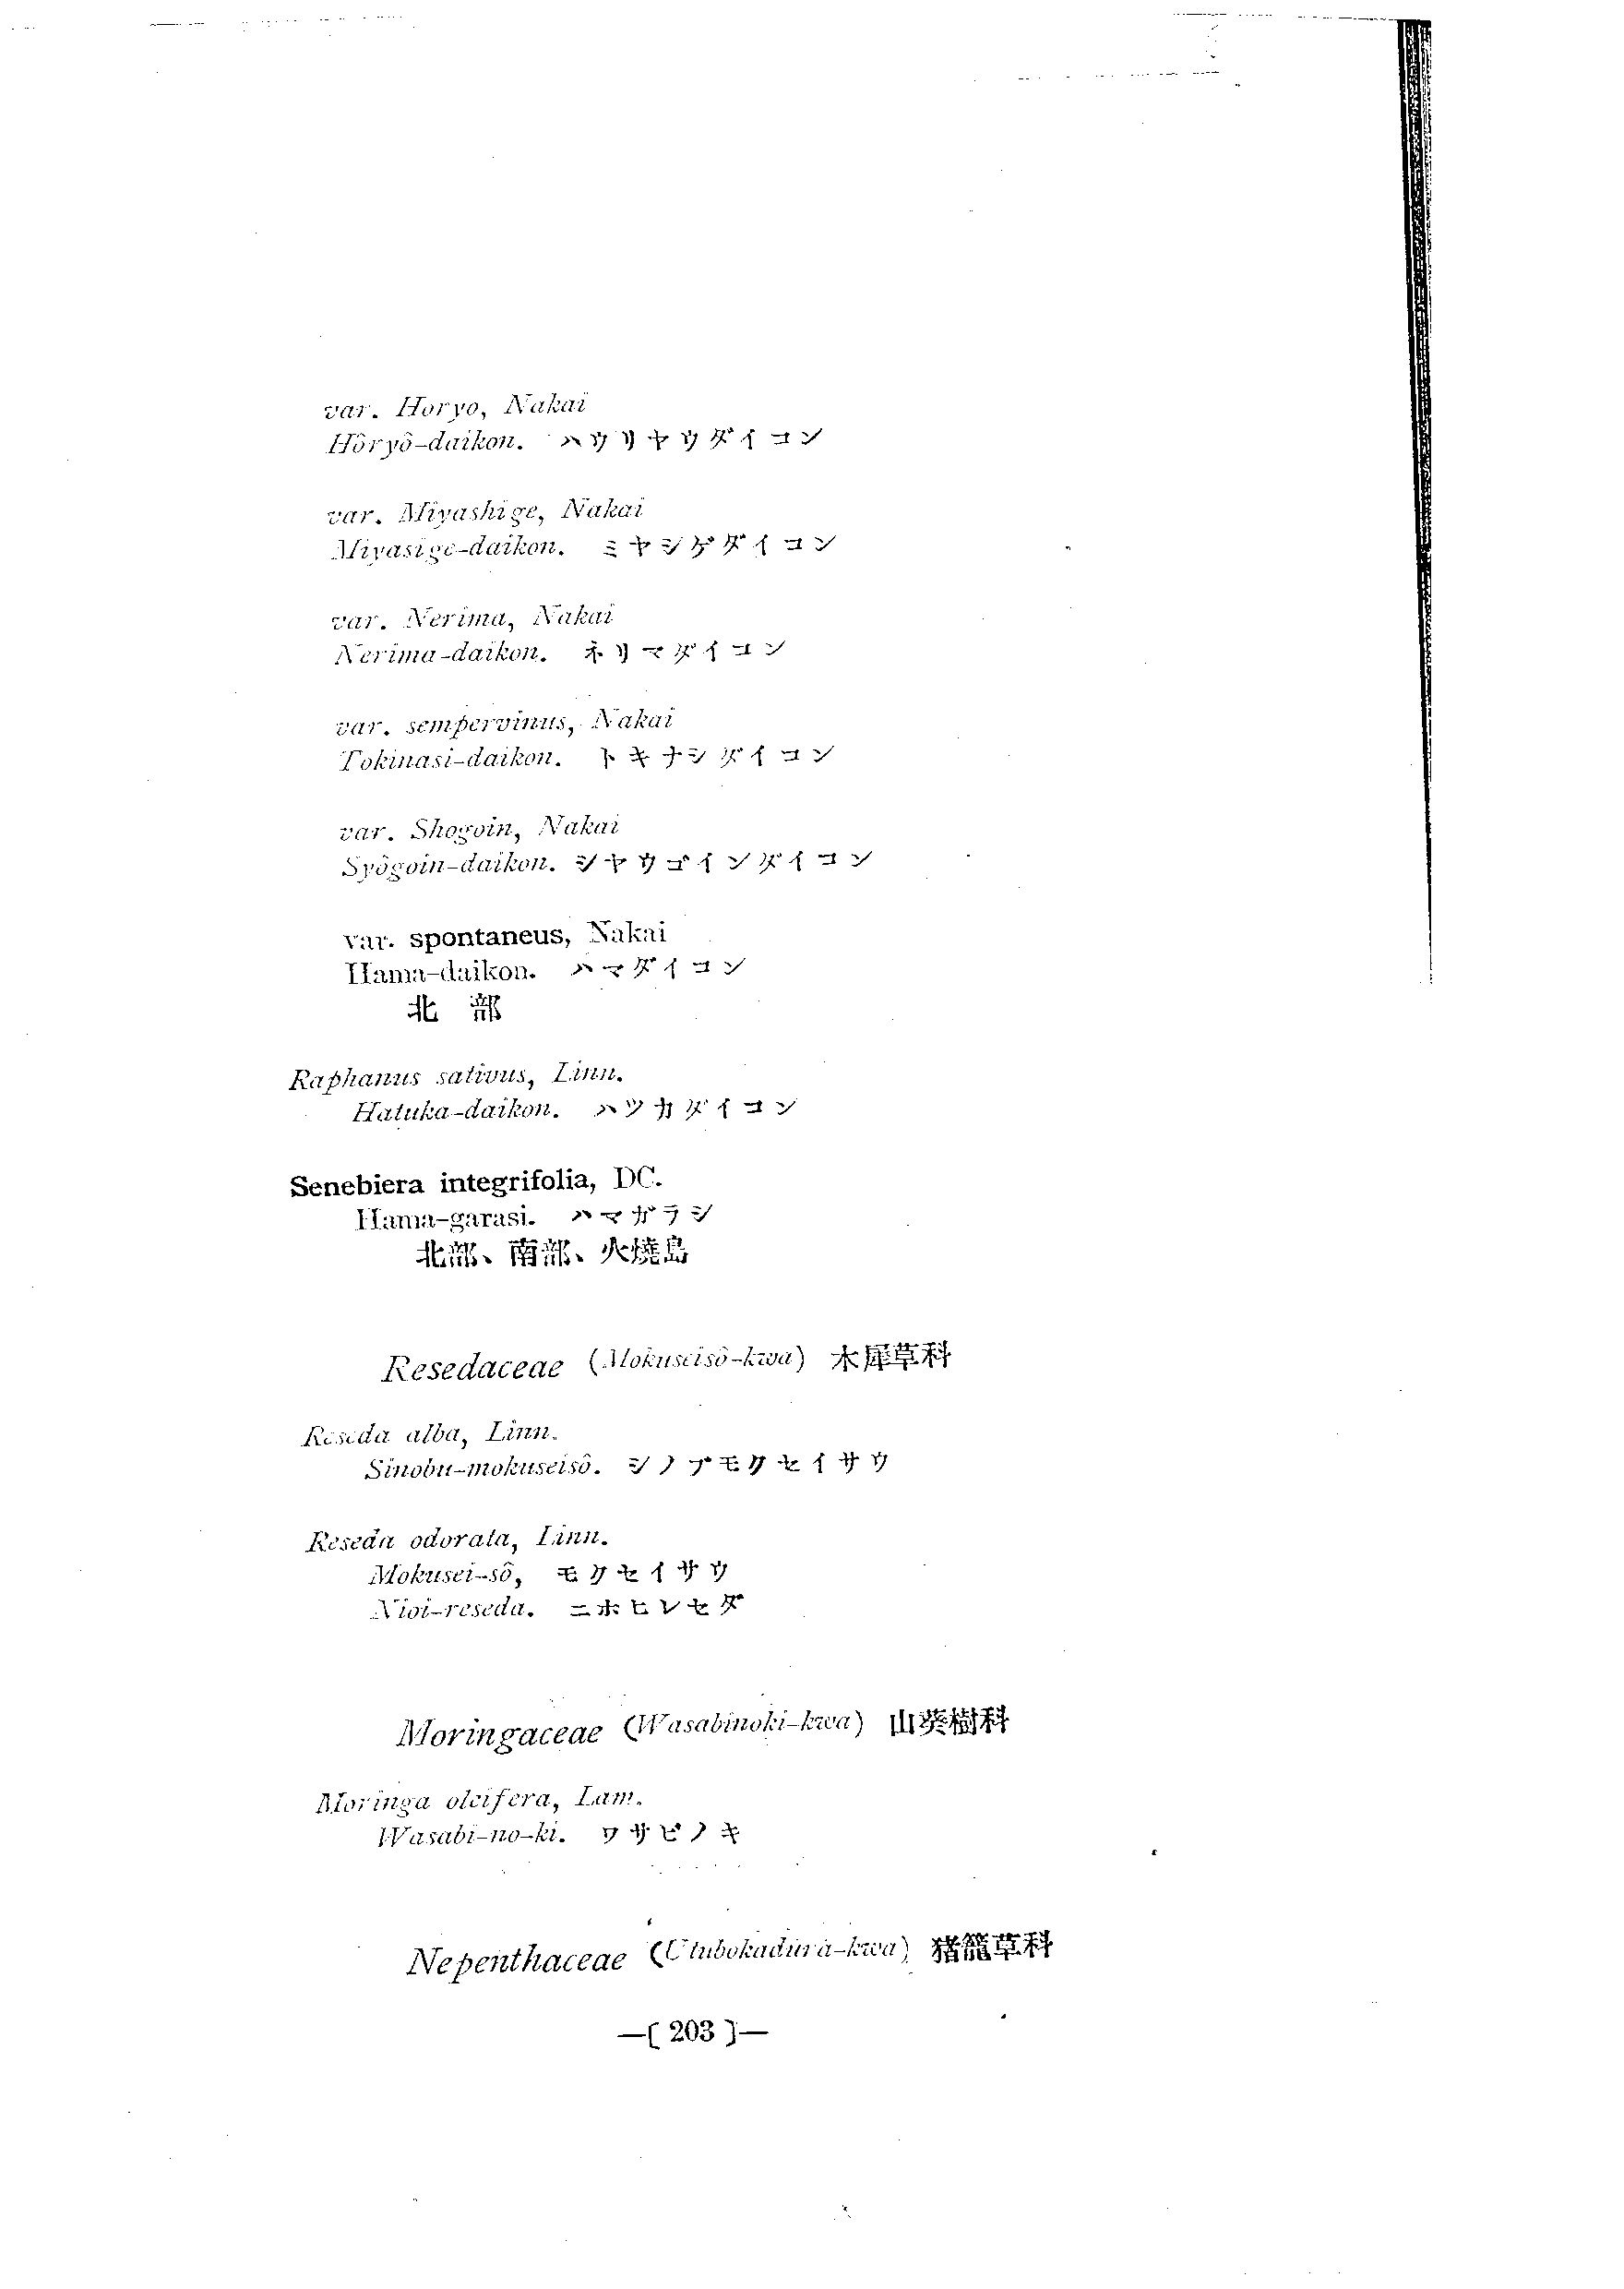 var. Horyo, Nakai
Hôryô-daikon. ハウリヤウダイコン
var. Miyashige, Nakai
Miyasige-daikon. ミヤシゲダイコン
var. Nerima, Nakai
Nerima-daikon. ネリマダイコン
var. sempervinus, Nakai
Tokinasi-daikon. トキナシダイコン
var. Shogoin, Nakai
Syôgoin-daikon. シヤウゴインダイコン
var. spontaneus, Nakai
Hama-daikon. ハマダイコン
北 部
Raphanus sativus, Linn.
Hatuka-daikon. ハツカダイコン
Senebiera integrifolia, DC.
Hama-garasi. ハマガラシ
北部、南部、火燒島
Resedaceae (Mokuseisô-kwa) 木犀草科
Reseda alba, Linn.
Sinobu-mokuseisô. シノブモクセイサウ
Reseda odorata, Linn.
Mokusei-sô, モクセイサウ
Nioi-reseda. ニホヒレセダ
Moringaceae (Wasabinoki-kwa) 山葵樹科
Moringa oleifera, Lam.
Wasabi-no-ki. ワサビノキ
Nepenthaceae (Utubokadura-kwa) 猪籠草科
—( 203 )—